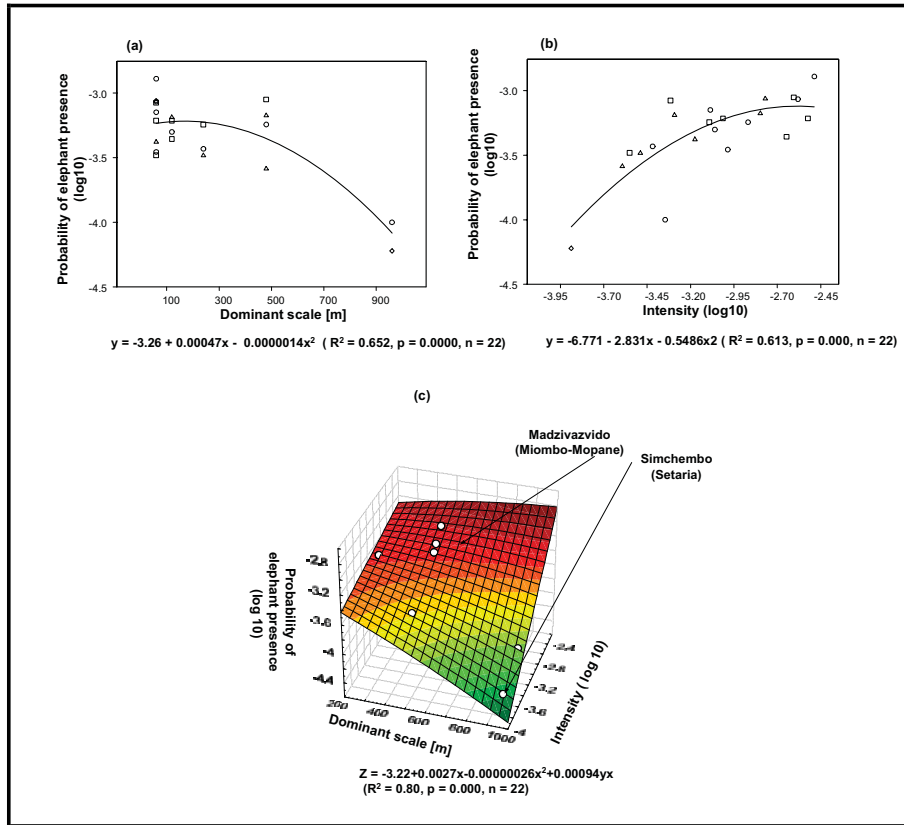 (a)
Probability of elephant presence
(log10)
-3.0
-3.5
-4.0
-4.5
100 300 500 700 900
Dominant scale [m]
y = -3.26 + 0.00047x - 0.0000014x² ( R² = 0.652, p = 0.0000, n = 22)
(b)
Probability of elephant presence
(log10)
-3.0
-3.5
-4.0
-4.5
-3.95 -3.70 -3.45 -3.20 -2.95 -2.70 -2.45
Intensity (log10)
y = -6.771 - 2.831x - 0.5486x2 ( R² = 0.613, p = 0.000, n = 22)
(c)
Madzivazvido
(Miombo-Mopane)
Simchembo
(Setaria)
Probability of
elephant presence
(log 10)
-2.8
-3.2
-3.6
-4
-4.4
200 400 600 800 1000
Dominant scale [m]
-2.4
-2.8
-3.2
-3.6
-4
Intensity ( log 10)
Z = -3.22+0.0027x-0.00000026x²+0.00094yx
(R² = 0.80, p = 0.000, n = 22)